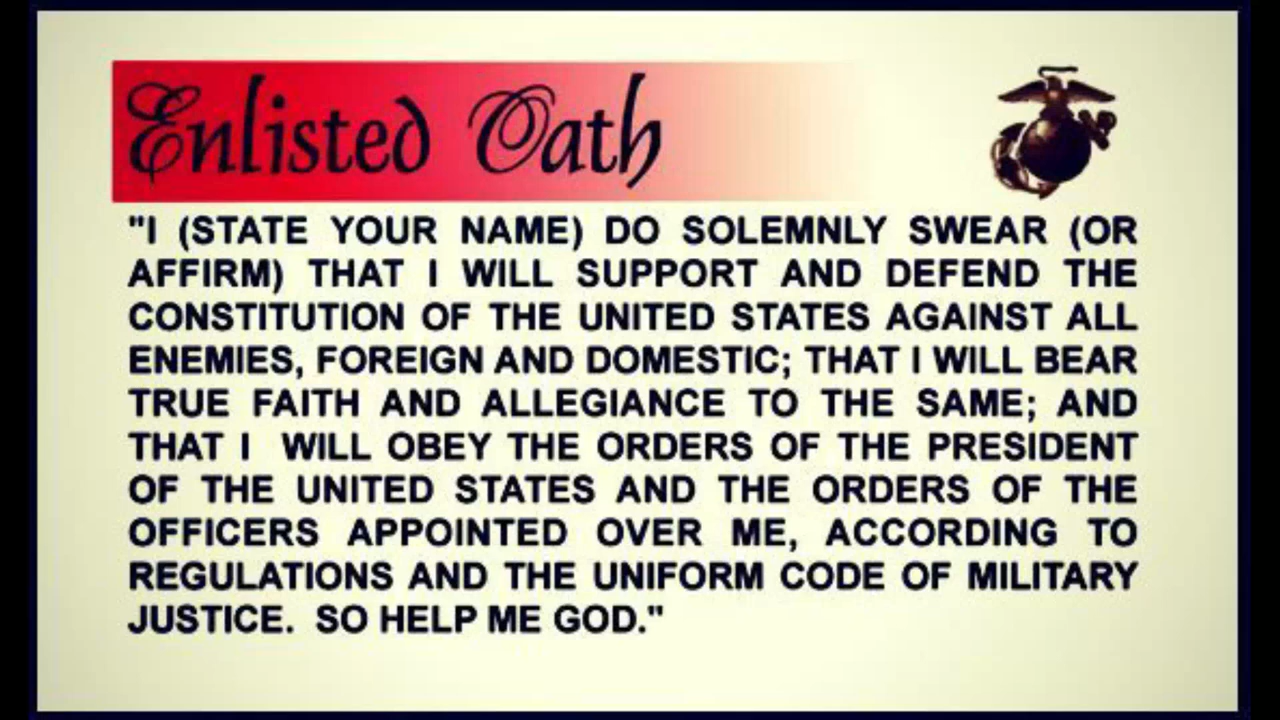 Enlisted Oath
"I (STATE YOUR NAME) DO SOLEMNLY SWEAR (OR
AFFIRM) THAT I WILL SUPPORT AND DEFEND THE
CONSTITUTION OF THE UNITED STATES AGAINST ALL
ENEMIES, FOREIGN AND DOMESTIC; THAT I WILL BEAR
TRUE FAITH AND ALLEGIANCE TO THE SAME; AND
THAT I WILL OBEY THE ORDERS OF THE PRESIDENT
OF THE UNITED STATES AND THE ORDERS OF THE
OFFICERS APPOINTED OVER ME, ACCORDING TO
REGULATIONS AND THE UNIFORM CODE OF MILITARY
JUSTICE. SO HELP ME GOD."